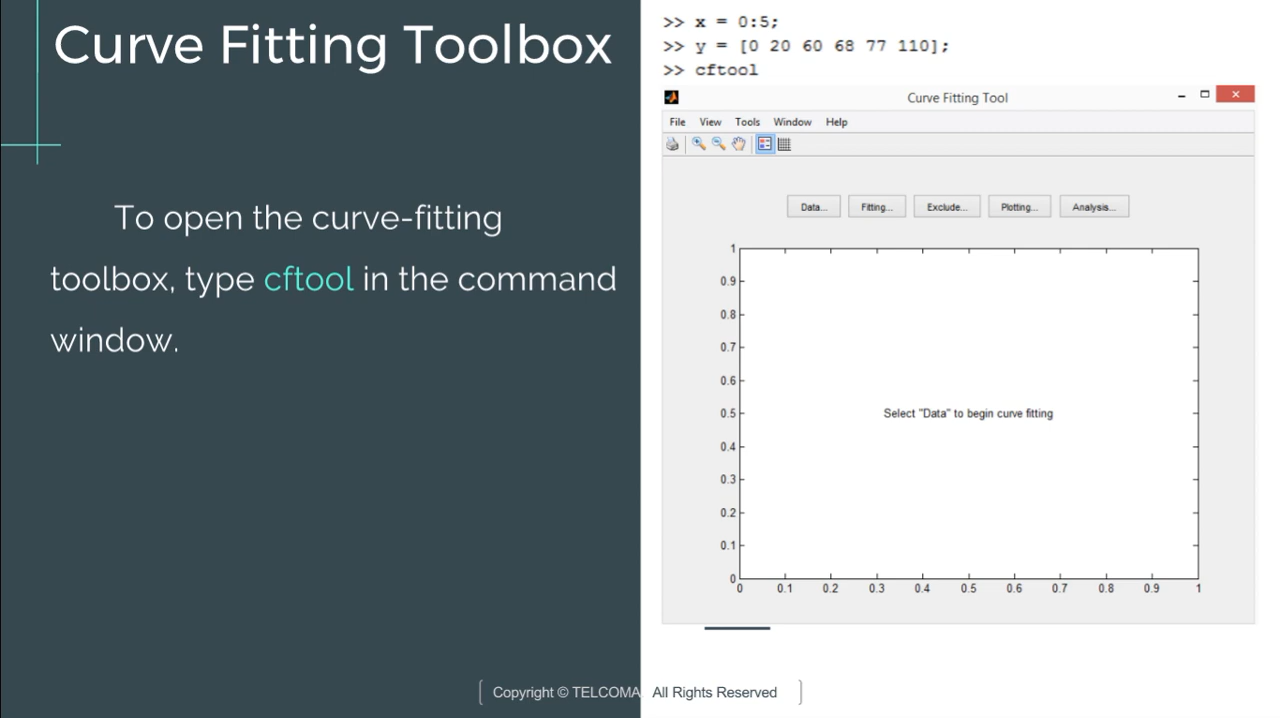 Curve Fitting Toolbox
To open the curve-fitting
toolbox, type cftool in the command
window.
>> x = 0:5;
>> y = [0 20 60 68 77 110];
>> cftool
Curve Fitting Tool
File View Tools Window Help
Data... Fitting... Exclude... Plotting... Analysis...
1
0.9
0.8
0.7
0.6
0.5
0.4
0.3
0.2
0.1
0
Select "Data" to begin curve fitting
0 0.1 0.2 0.3 0.4 0.5 0.6 0.7 0.8 0.9 1
Copyright © TELCOMA All Rights Reserved